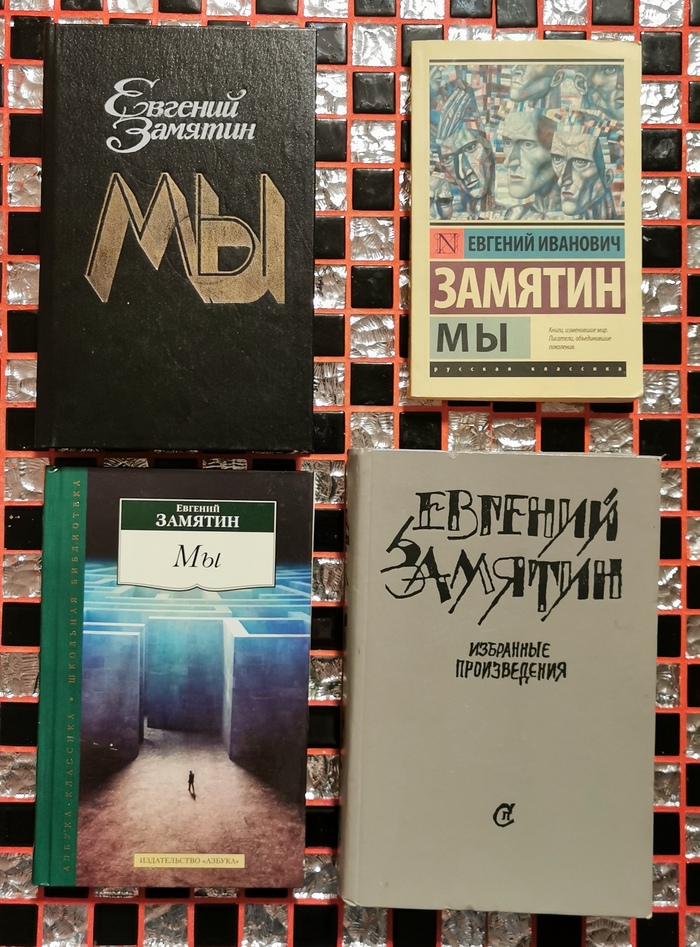 Евгений
Замятин
МЫ
N ЕВГЕНИЙ ИВАНОВИЧ
ЗАМЯТИН
МЫ
Книги, изменившие мир.
Писатели, объединившие
поколения.
русская классика
АЗБУКА-КЛАССИКА • ШКОЛЬНАЯ БИБЛИОТЕКА
ЕВГЕНИЙ
ЗАМЯТИН
Мы
ИЗДАТЕЛЬСТВО «АЗБУКА»
ЕВГЕНИЙ
ЗАМЯТИН
ИЗБРАННЫЕ
ПРОИЗВЕДЕНИЯ